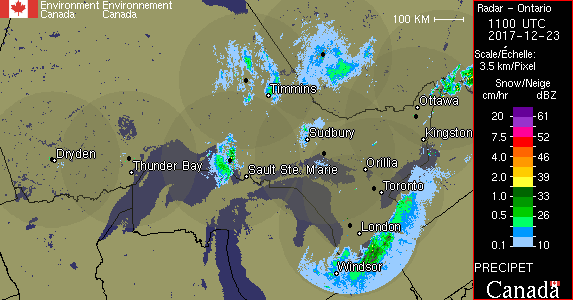 Environment Environnement
Canada Canada
100 KM
Radar - Ontario
1100 UTC
2017-12-23
Scale/Échelle:
3.5 km/Pixel
Snow/Neige
cm/hr dBZ
20 61
7.5 52
4.0 46
2.0 39
1.0 33
0.5 26
0.1 10
PRECIPET
Canada
Timmins
Ottawa
Sudbury
Kingston
Dryden
Thunder Bay
Sault Ste. Marie
Orillia
Toronto
London
Windsor